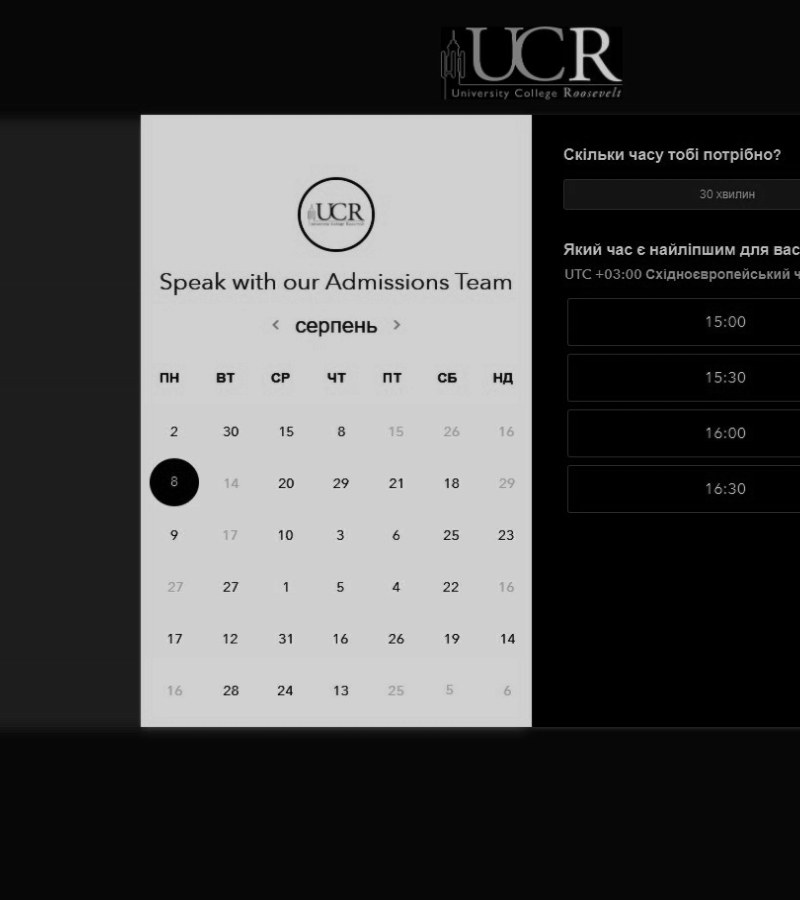 UCR
University College Roosevelt
UCR
Speak with our Admissions Team
серпень
ПН ВТ СР ЧТ ПТ СБ НД
2 30 15 8 15 26 16
8 14 20 29 21 18 29
9 17 10 3 6 25 23
27 27 1 5 4 22 16
17 12 31 16 26 19 14
16 28 24 13 25 5 6
Скільки часу тобі потрібно?
30 хвилин
Який час є найліпшим для вас
UTC +03:00 Східноєвропейський ч
15:00
15:30
16:00
16:30